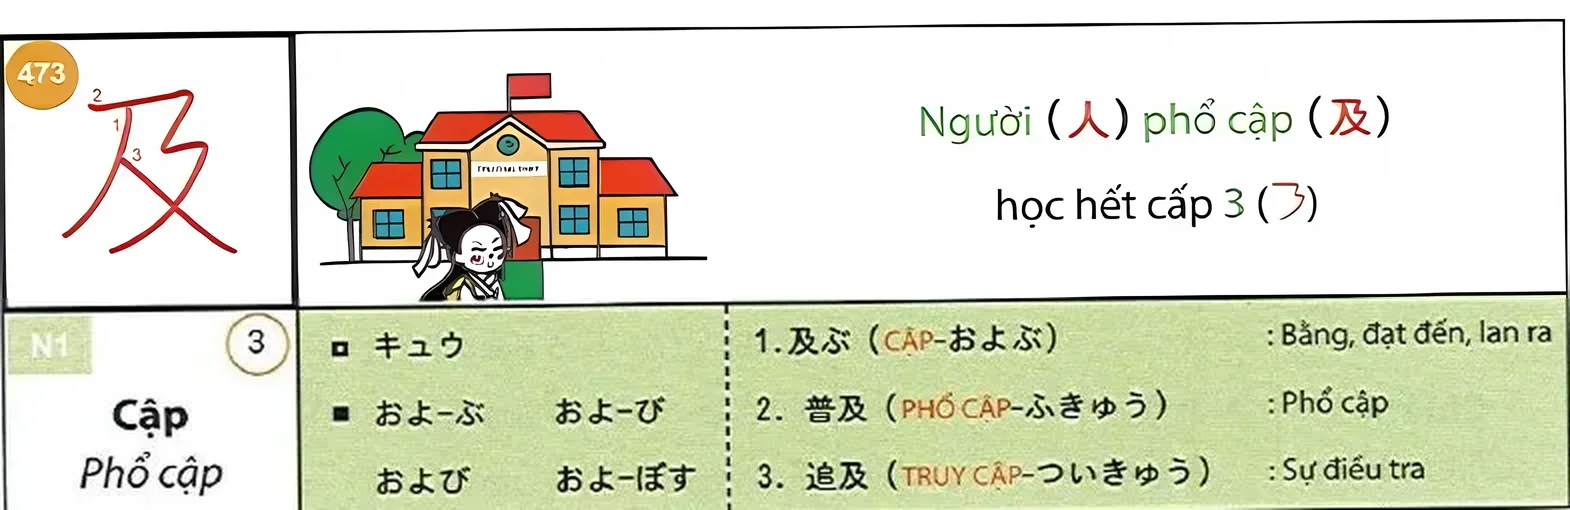 473
2
1
3
及
Người (人) phổ cập (及)
học hết cấp 3 (㇋)
N1
3
Cập
Phổ cập
キュウ
およ-ぶ およ-び
および およ-ぼす
1.及ぶ (CẬP-およぶ) : Bằng, đạt đến, lan ra
2. 普及 (PHỔ CẬP-ふきゅう) : Phổ cập
3. 追及 (TRUY CẬP-ついきゅう) : Sự điều tra